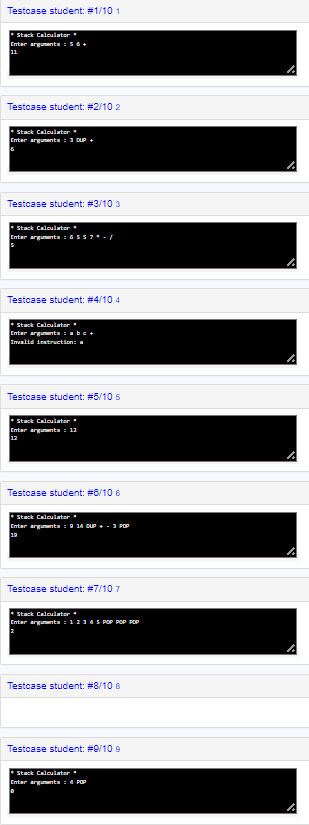 Testcase student: #1/10 1
* Stack Calculator *
Enter arguments : 5 6 +
11
Testcase student: #2/10 2
* Stack Calculator *
Enter arguments : 3 DUP +
6
Testcase student: #3/10 3
* Stack Calculator *
Enter arguments : 6 5 5 7 * - /
5
Testcase student: #4/10 4
* Stack Calculator *
Enter arguments : a b c +
Invalid instruction: a
Testcase student: #5/10 5
* Stack Calculator *
Enter arguments : 12
12
Testcase student: #6/10 6
* Stack Calculator *
Enter arguments : 9 14 DUP + - 3 POP
19
Testcase student: #7/10 7
* Stack Calculator *
Enter arguments : 1 2 3 4 5 POP POP POP
2
Testcase student: #8/10 8
Testcase student: #9/10 9
* Stack Calculator *
Enter arguments : 4 POP
0